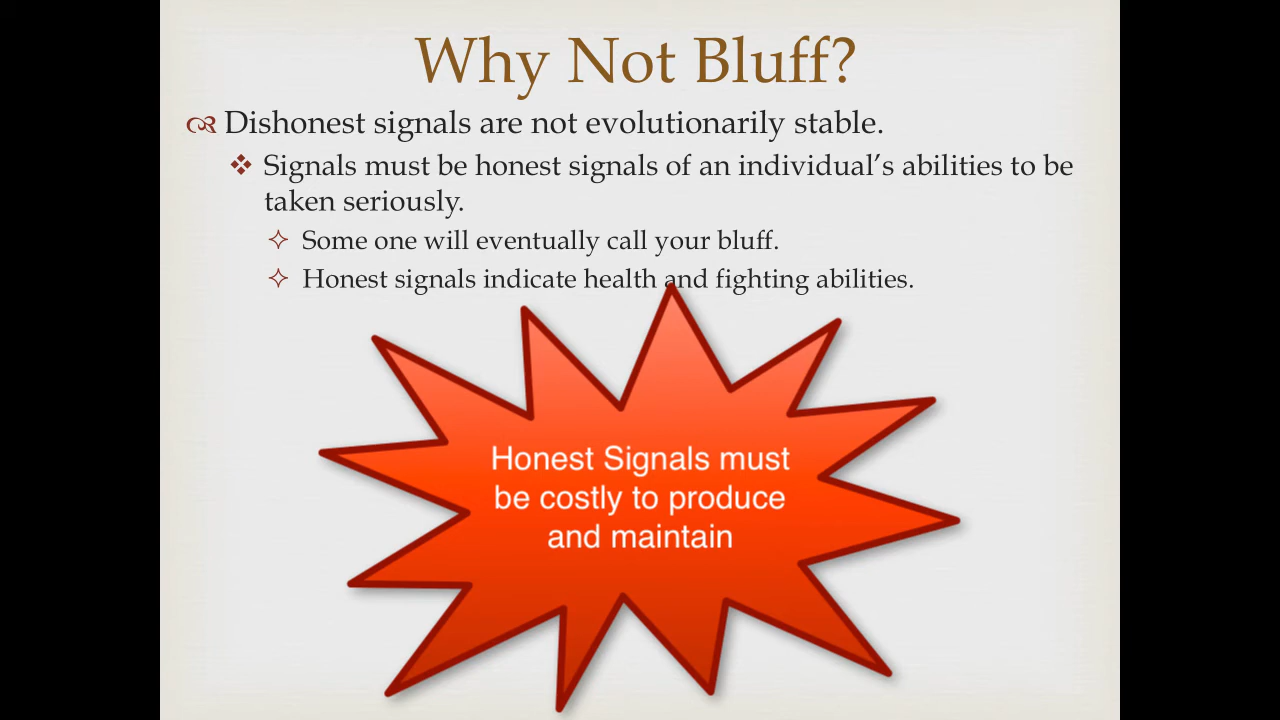 Why Not Bluff?
Dishonest signals are not evolutionarily stable.
Signals must be honest signals of an individual’s abilities to be
taken seriously.
Some one will eventually call your bluff.
Honest signals indicate health and fighting abilities.
Honest Signals must
be costly to produce
and maintain